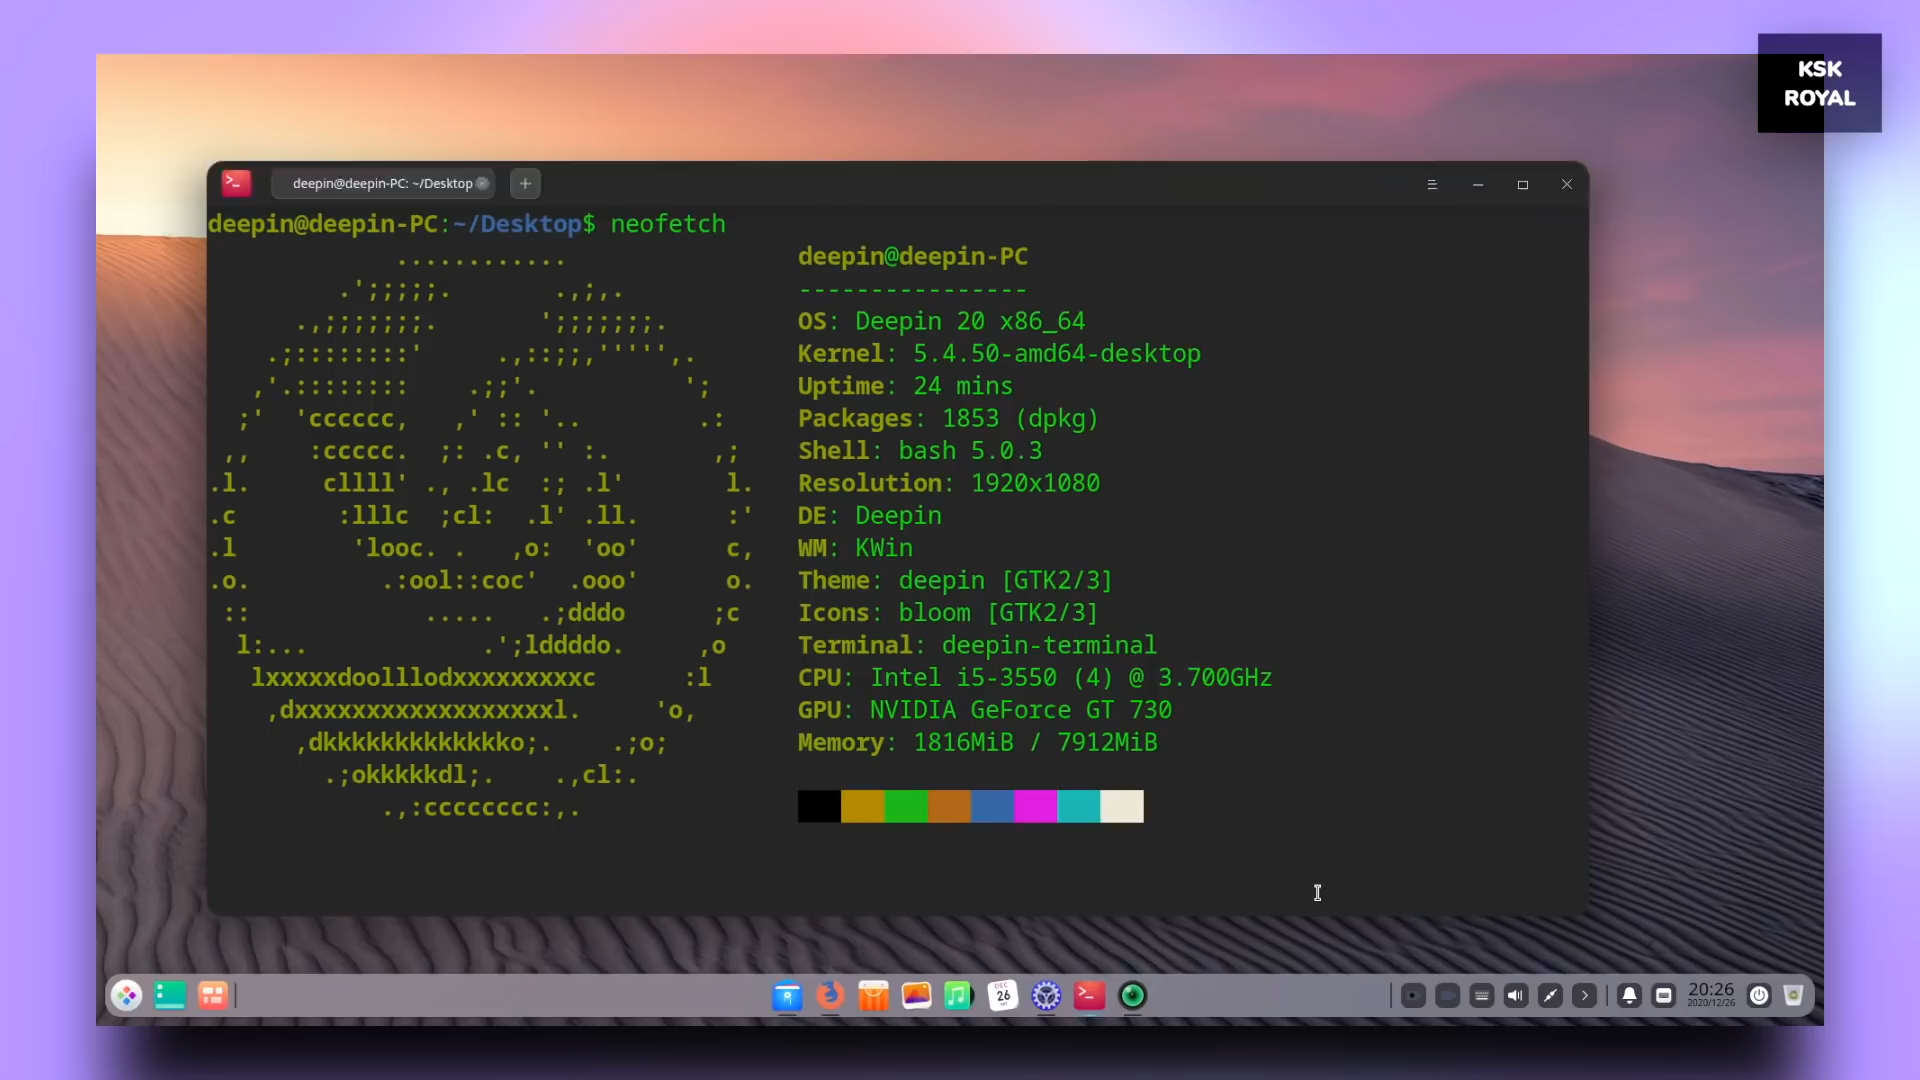 KSK
ROYAL
deepin@deepin-PC: ~/Desktop
deepin@deepin-PC:~/Desktop$ neofetch
deepin@deepin-PC
----------------
OS: Deepin 20 x86_64
Kernel: 5.4.50-amd64-desktop
Uptime: 24 mins
Packages: 1853 (dpkg)
Shell: bash 5.0.3
Resolution: 1920x1080
DE: Deepin
WM: KWin
Theme: deepin [GTK2/3]
Icons: bloom [GTK2/3]
Terminal: deepin-terminal
CPU: Intel i5-3550 (4) @ 3.700GHz
GPU: NVIDIA GeForce GT 730
Memory: 1816MiB / 7912MiB
DEC
26
20:26
2020/12/26